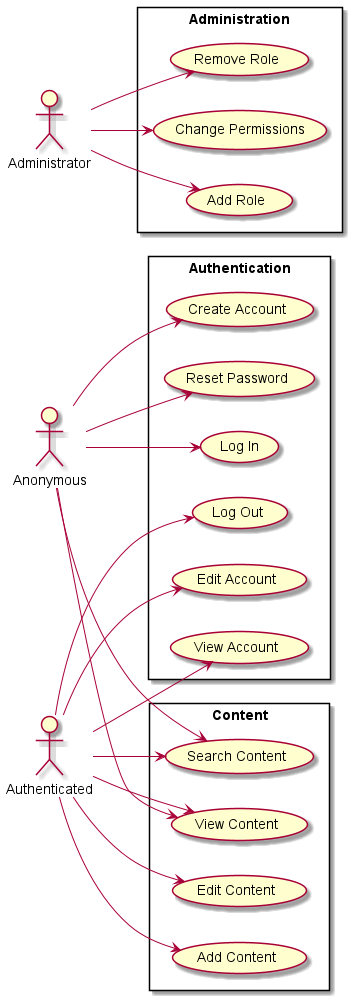 Administration
Remove Role
Change Permissions
Administrator
Add Role
Authentication
Create Account
Reset Password
Log In
Anonymous
Log Out
Edit Account
View Account
Content
Search Content
Authenticated
View Content
Edit Content
Add Content